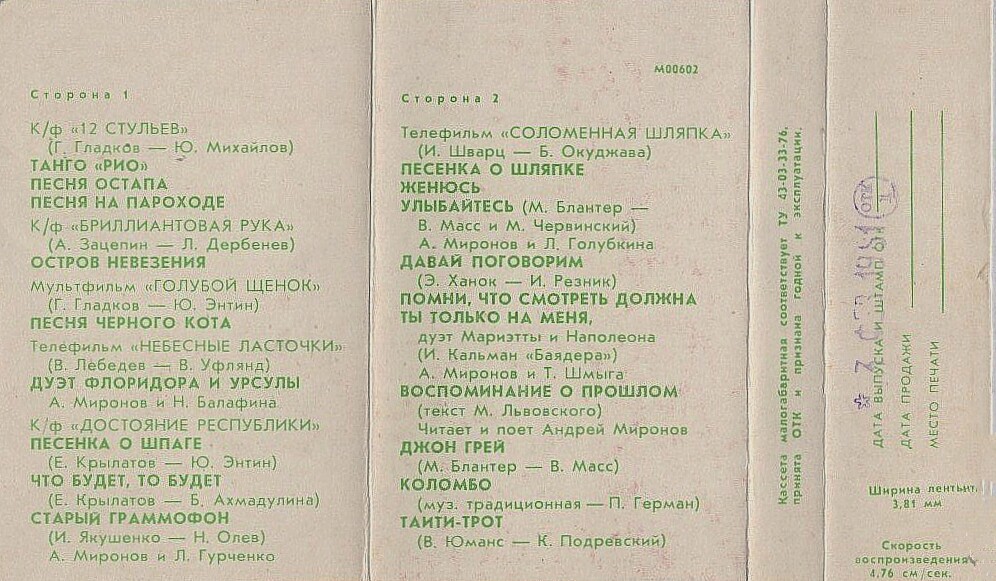 Сторона 1
К/ф «12 СТУЛЬЕВ»
(Г. Гладков — Ю. Михайлов)
ТАНГО «РИО»
ПЕСНЯ ОСТАПА
ПЕСНЯ НА ПАРОХОДЕ
К/ф «БРИЛЛИАНТОВАЯ РУКА»
(А. Зацепин — Л. Дербенев)
ОСТРОВ НЕВЕЗЕНИЯ
Мультфильм «ГОЛУБОЙ ЩЕНОК»
(Г. Гладков — Ю. Энтин)
ПЕСНЯ ЧЕРНОГО КОТА
Телефильм «НЕБЕСНЫЕ ЛАСТОЧКИ»
(В. Лебедев — В. Уфлянд)
ДУЭТ ФЛОРИДОРА И УРСУЛЫ
А. Миронов и Н. Балафина
К/ф «ДОСТОЯНИЕ РЕСПУБЛИКИ»
ПЕСЕНКА О ШПАГЕ
(Е. Крылатов — Ю. Энтин)
ЧТО БУДЕТ, ТО БУДЕТ
(Е. Крылатов — Б. Ахмадулина)
СТАРЫЙ ГРАММОФОН
(И. Якушенко — Н. Олев)
А. Миронов и Л. Гурченко
М00602
Сторона 2
Телефильм «СОЛОМЕННАЯ ШЛЯПКА»
(И. Шварц — Б. Окуджава)
ПЕСЕНКА О ШЛЯПКЕ
ЖЕНЮСЬ
УЛЫБАЙТЕСЬ (М. Блантер —
В. Масс и М. Червинский)
А. Миронов и Л. Голубкина
ДАВАЙ ПОГОВОРИМ
(Э. Ханок — И. Резник)
ПОМНИ, ЧТО СМОТРЕТЬ ДОЛЖНА
ТЫ ТОЛЬКО НА МЕНЯ,
дуэт Мариэтты и Наполеона
(И. Кальман «Баядера»)
А. Миронов и Т. Шмыга
ВОСПОМИНАНИЕ О ПРОШЛОМ
(текст М. Львовского)
Читает и поет Андрей Миронов
ДЖОН ГРЕЙ
(М. Блантер — В. Масс)
КОЛОМБО
(муз. традиционная — П. Герман)
ТАИТИ-ТРОТ
(В. Юманс — К. Подревский)
Кассета малогабаритная соответствует ТУ 43-03-33-76,
принята ОТК и признана годной к эксплуатации.
ДАТА ВЫПУСКА И ШТАМП ОТК
ДАТА ПРОДАЖИ
МЕСТО ПЕЧАТИ
Ширина ленты
3,81 мм
Скорость
воспроизведения
4,76 см/сек.